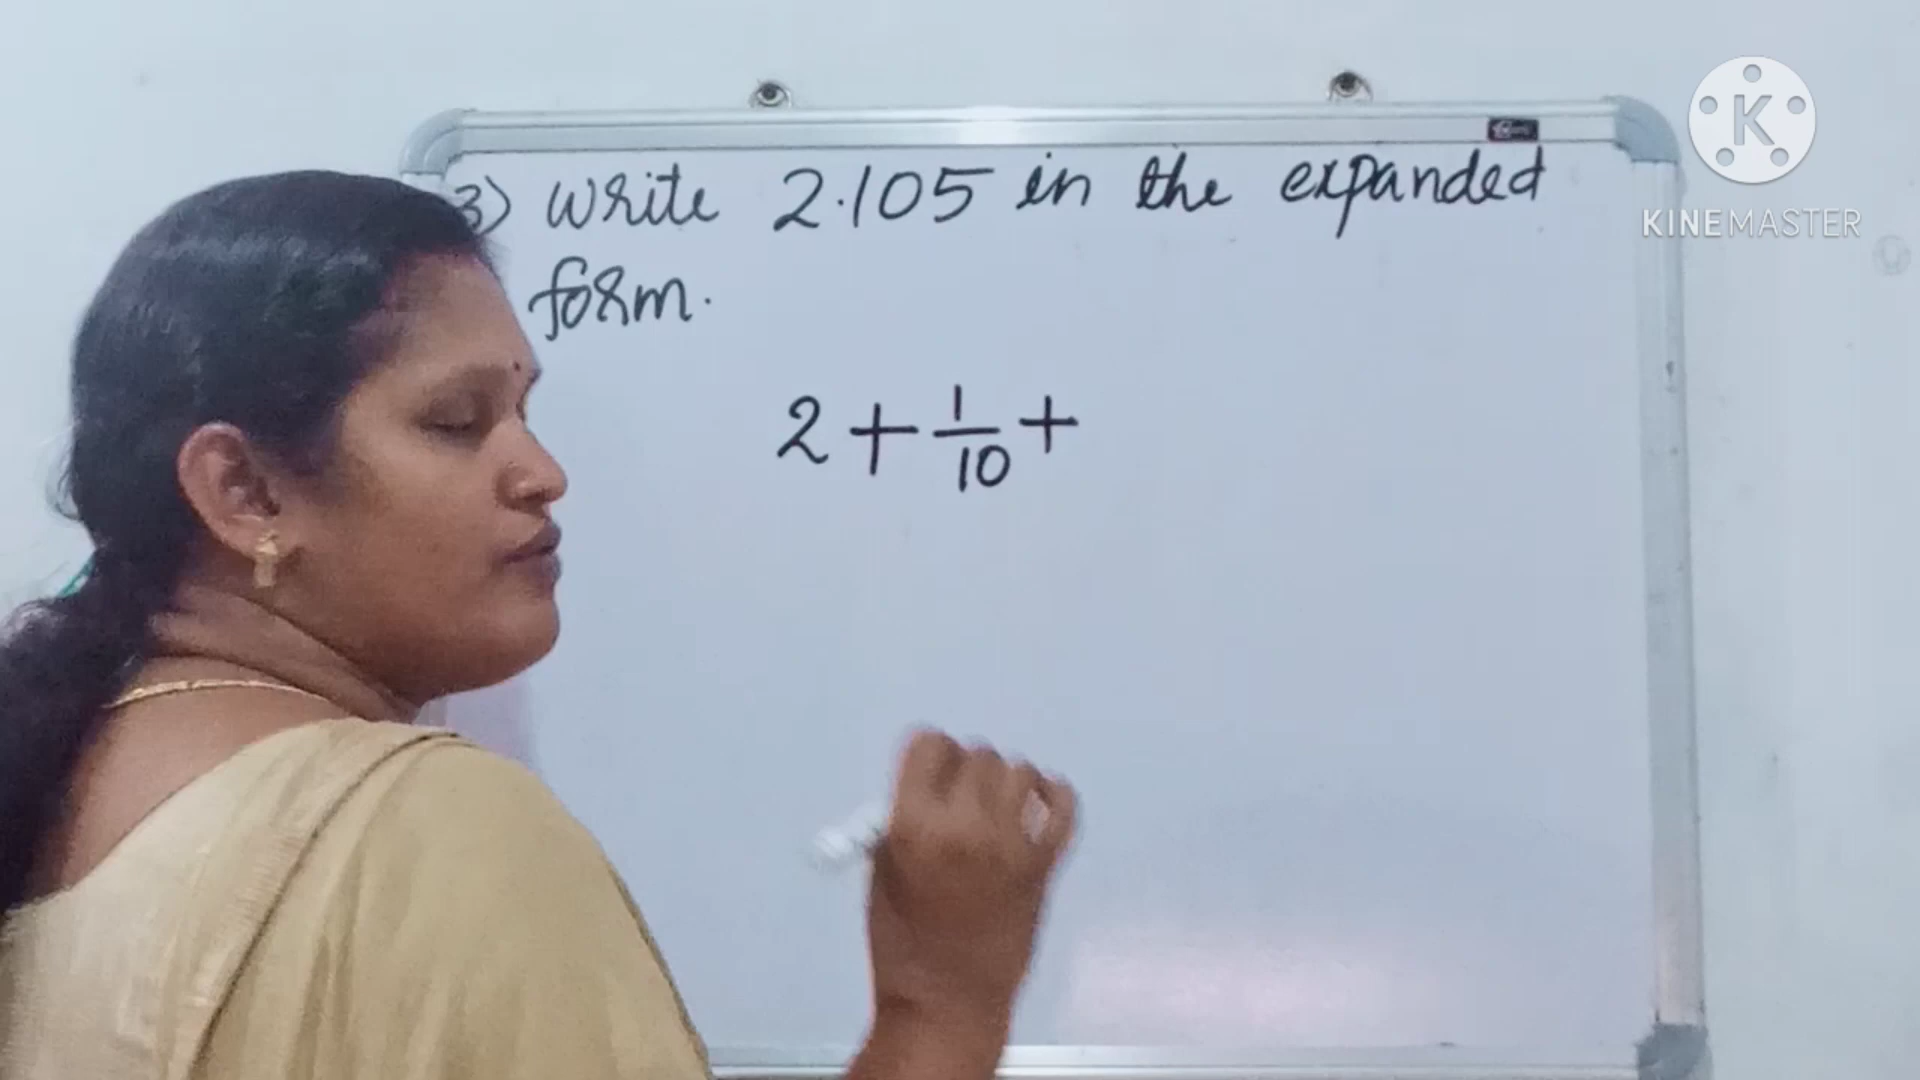 3) Write 2.105 in the expanded
form.
2 + 1/10 +
K
KINEMASTER